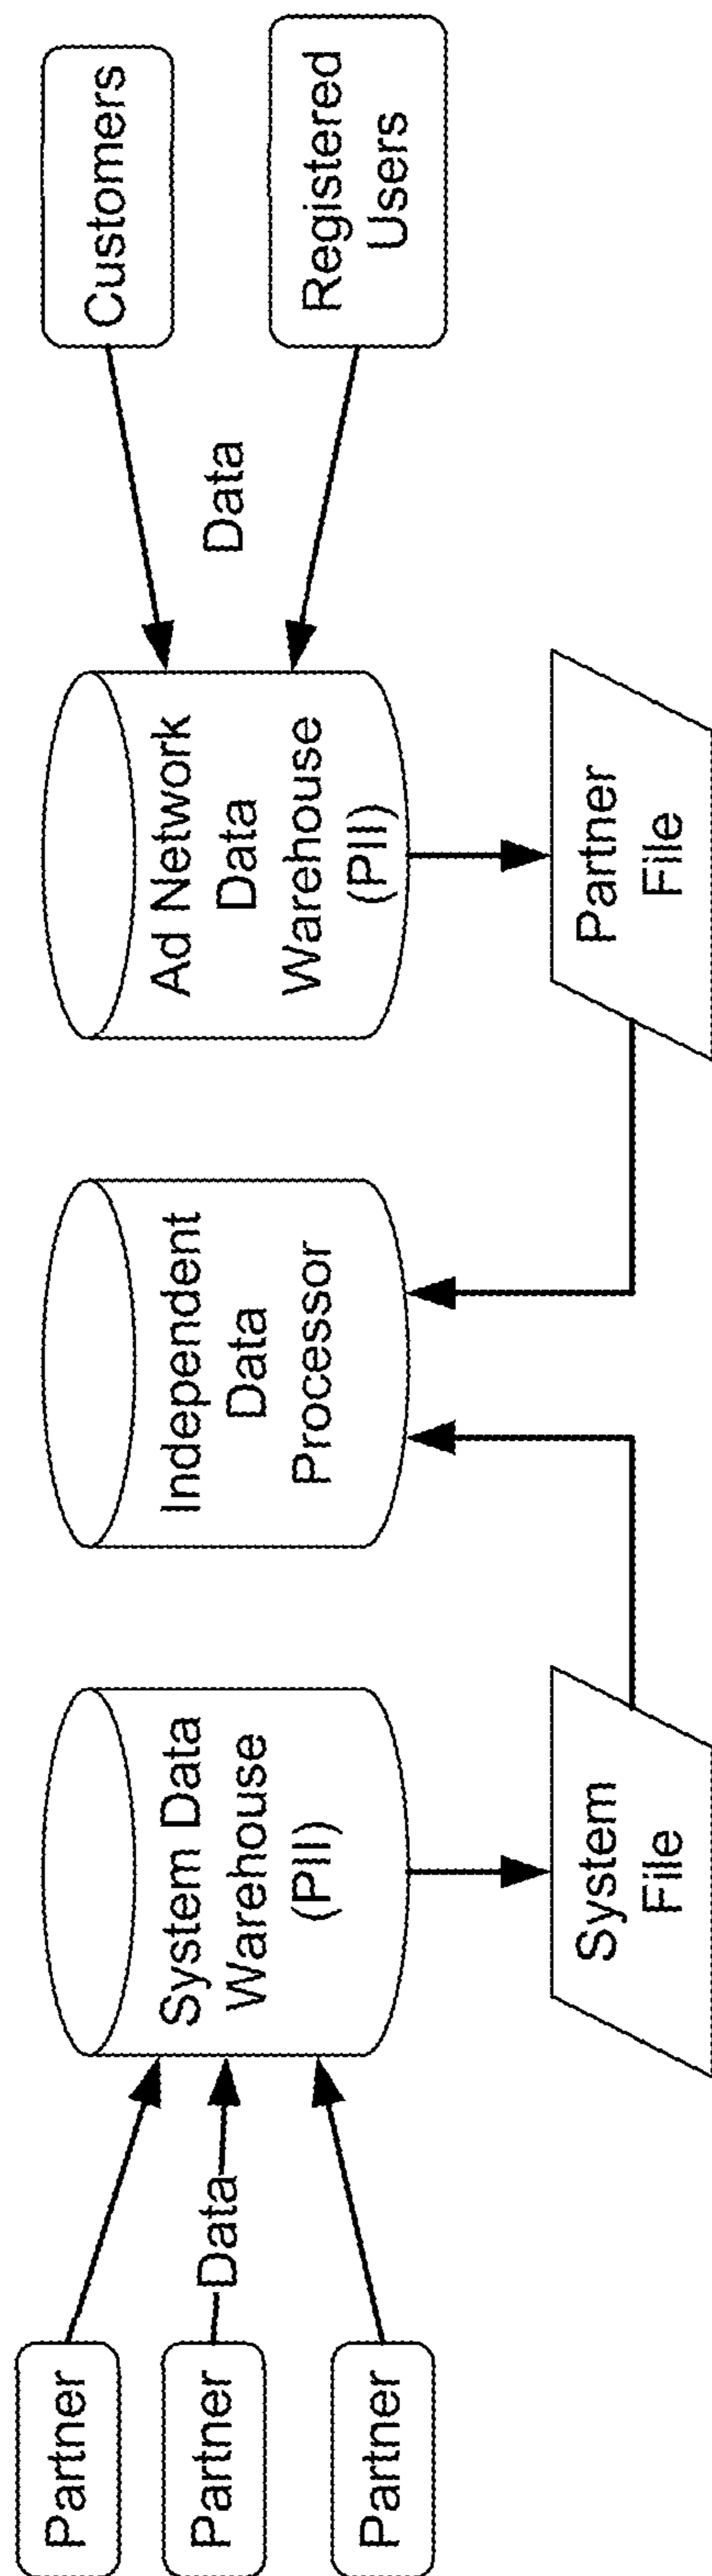 Partner
Partner
Partner
Data
System Data
Warehouse
(PII)
System
File
Independent
Data
Processor
Ad Network
Data
Warehouse
(PII)
Partner
File
Data
Customers
Registered
Users